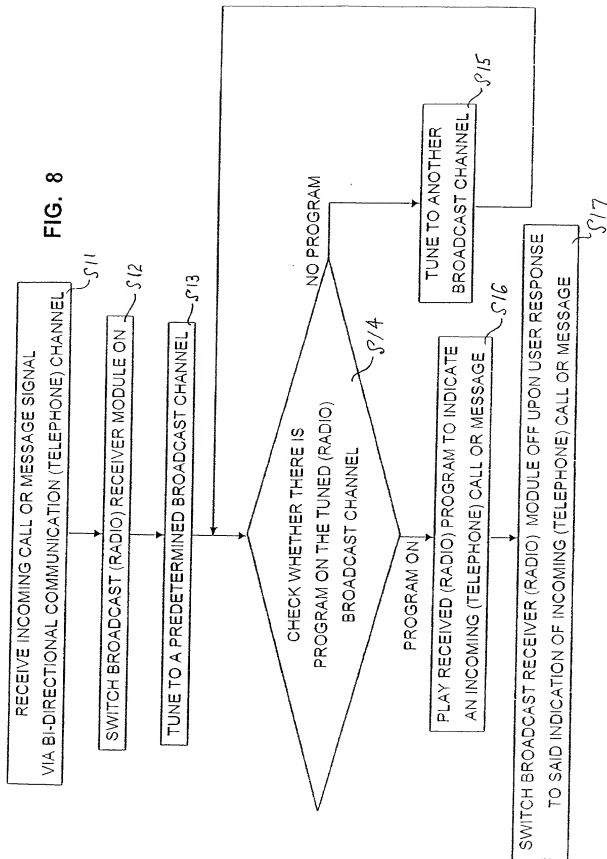 FIG. 8
RECEIVE INCOMING CALL OR MESSAGE SIGNAL
VIA BI-DIRECTIONAL COMMUNICATION (TELEPHONE) CHANNEL
S11
SWITCH BROADCAST (RADIO) RECEIVER MODULE ON
S12
TUNE TO A PREDETERMINED BROADCAST CHANNEL
S13
CHECK WHETHER THERE IS
PROGRAM ON THE TUNED (RADIO)
BROADCAST CHANNEL
S14
NO PROGRAM
TUNE TO ANOTHER
BROADCAST CHANNEL
S15
PROGRAM ON
PLAY RECEIVED (RADIO) PROGRAM TO INDICATE
AN INCOMING (TELEPHONE) CALL OR MESSAGE
S16
SWITCH BROADCAST RECEIVER (RADIO) MODULE OFF UPON USER RESPONSE
TO SAID INDICATION OF INCOMING (TELEPHONE) CALL OR MESSAGE
S17